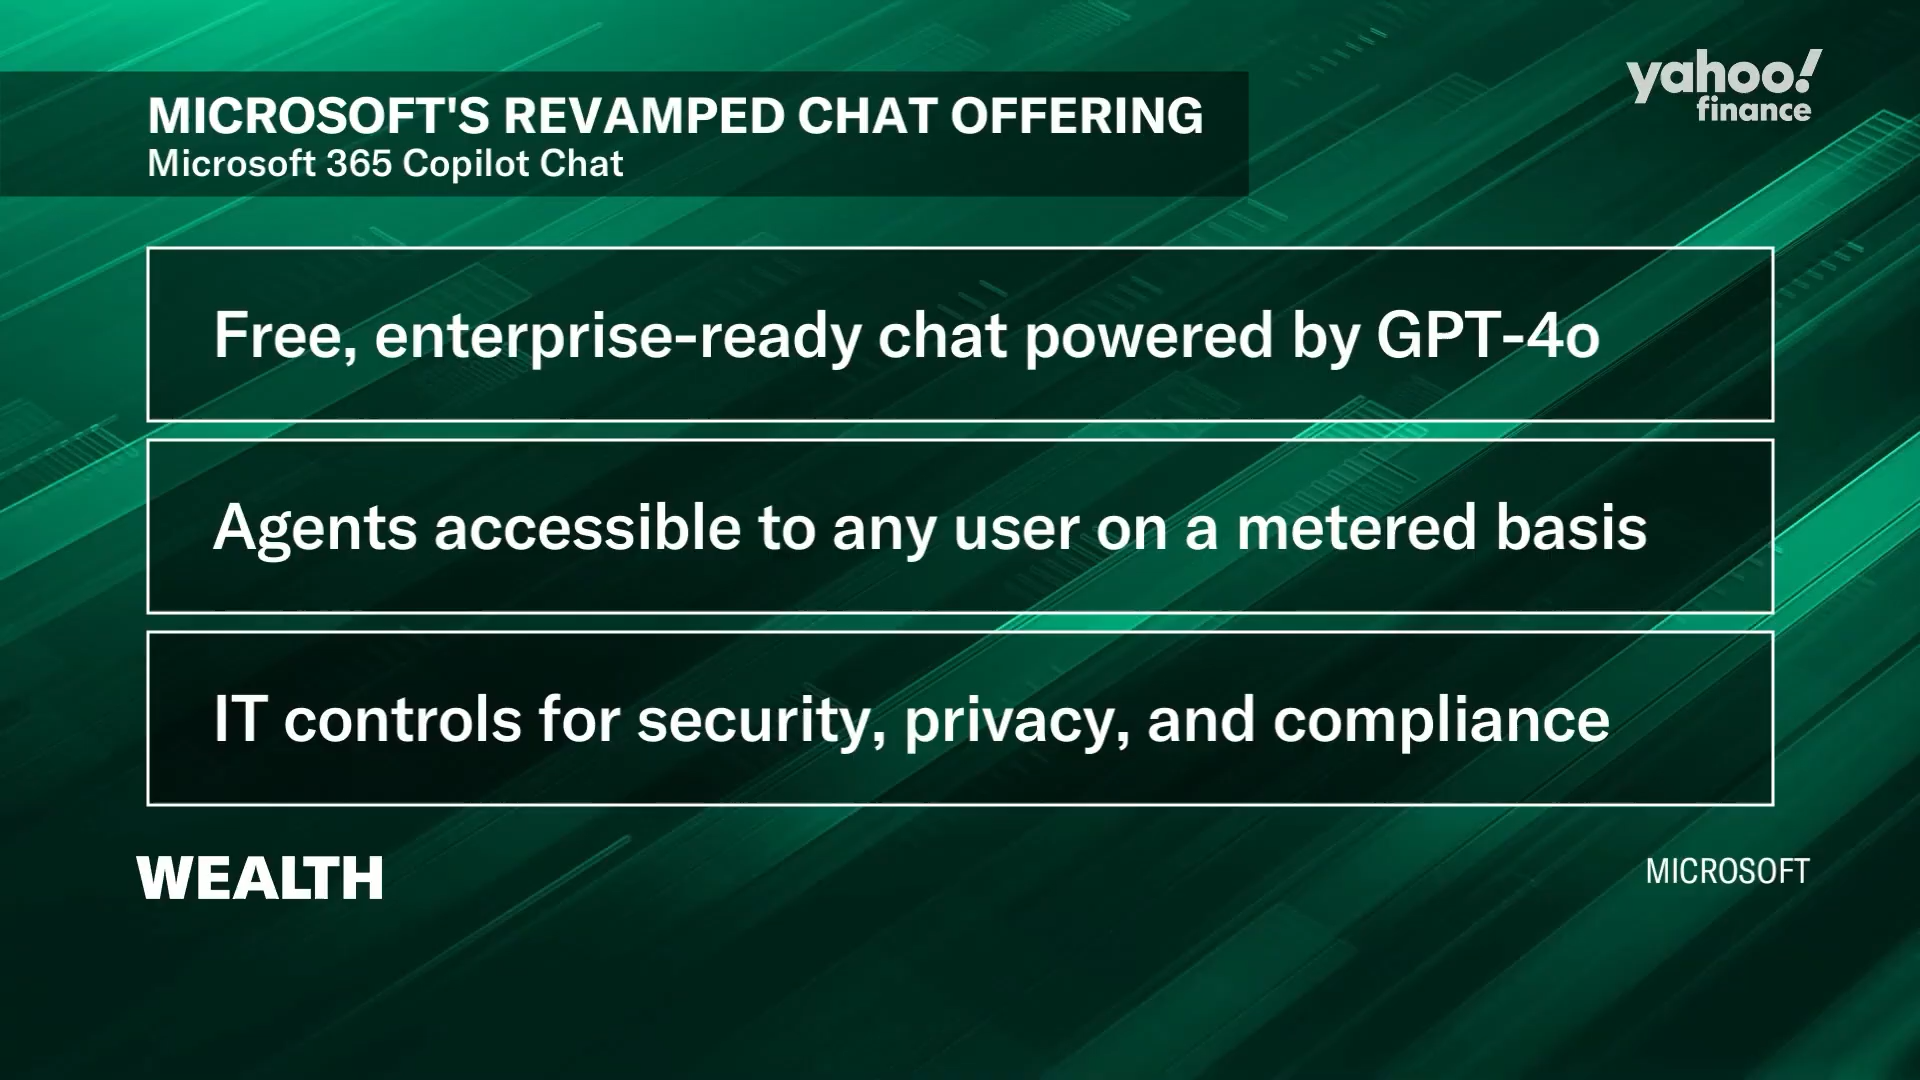 yahoo!
finance
MICROSOFT'S REVAMPED CHAT OFFERING
Microsoft 365 Copilot Chat
Free, enterprise-ready chat powered by GPT-4o
Agents accessible to any user on a metered basis
IT controls for security, privacy, and compliance
WEALTH
MICROSOFT